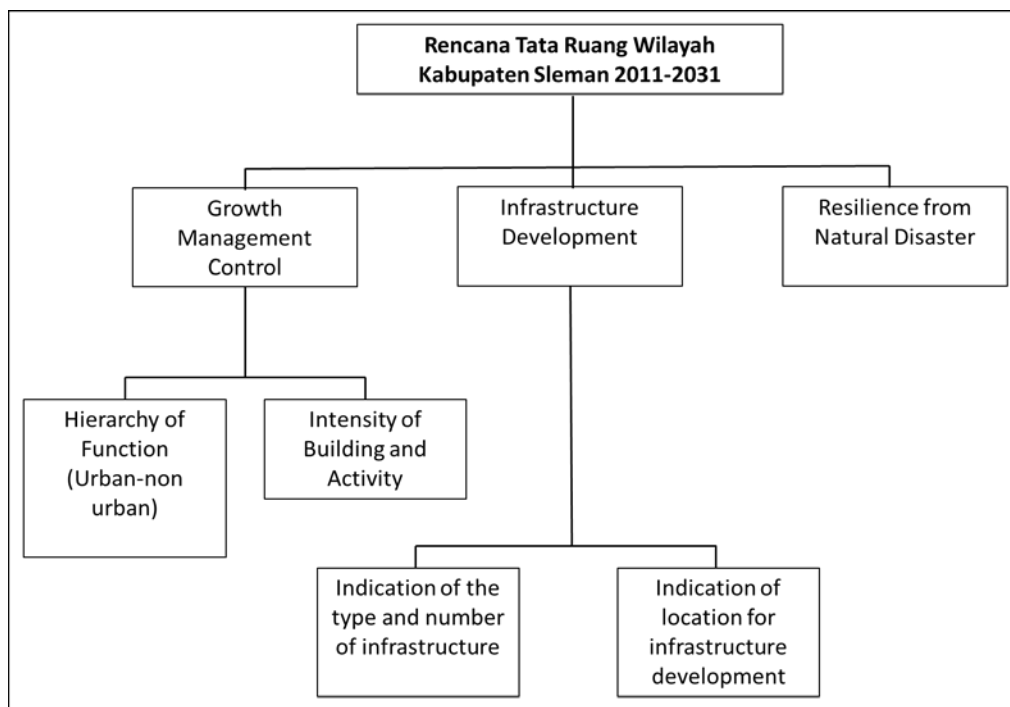 Rencana Tata Ruang Wilayah
Kabupaten Sleman 2011-2031
Growth
Management
Control
Infrastructure
Development
Resilience from
Natural Disaster
Hierarchy of
Function
(Urban-non
urban)
Intensity of
Building and
Activity
Indication of the
type and number
of infrastructure
Indication of
location for
infrastructure
development